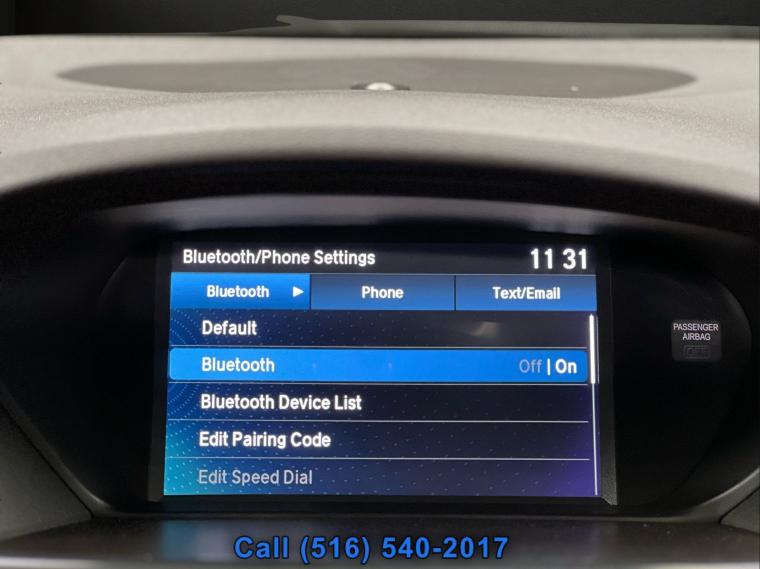 Bluetooth/Phone Settings 11 31
Bluetooth ▶ Phone Text/Email
Default
Bluetooth Off | On
Bluetooth Device List
Edit Pairing Code
Edit Speed Dial
PASSENGER
AIRBAG
Call (516) 540-2017